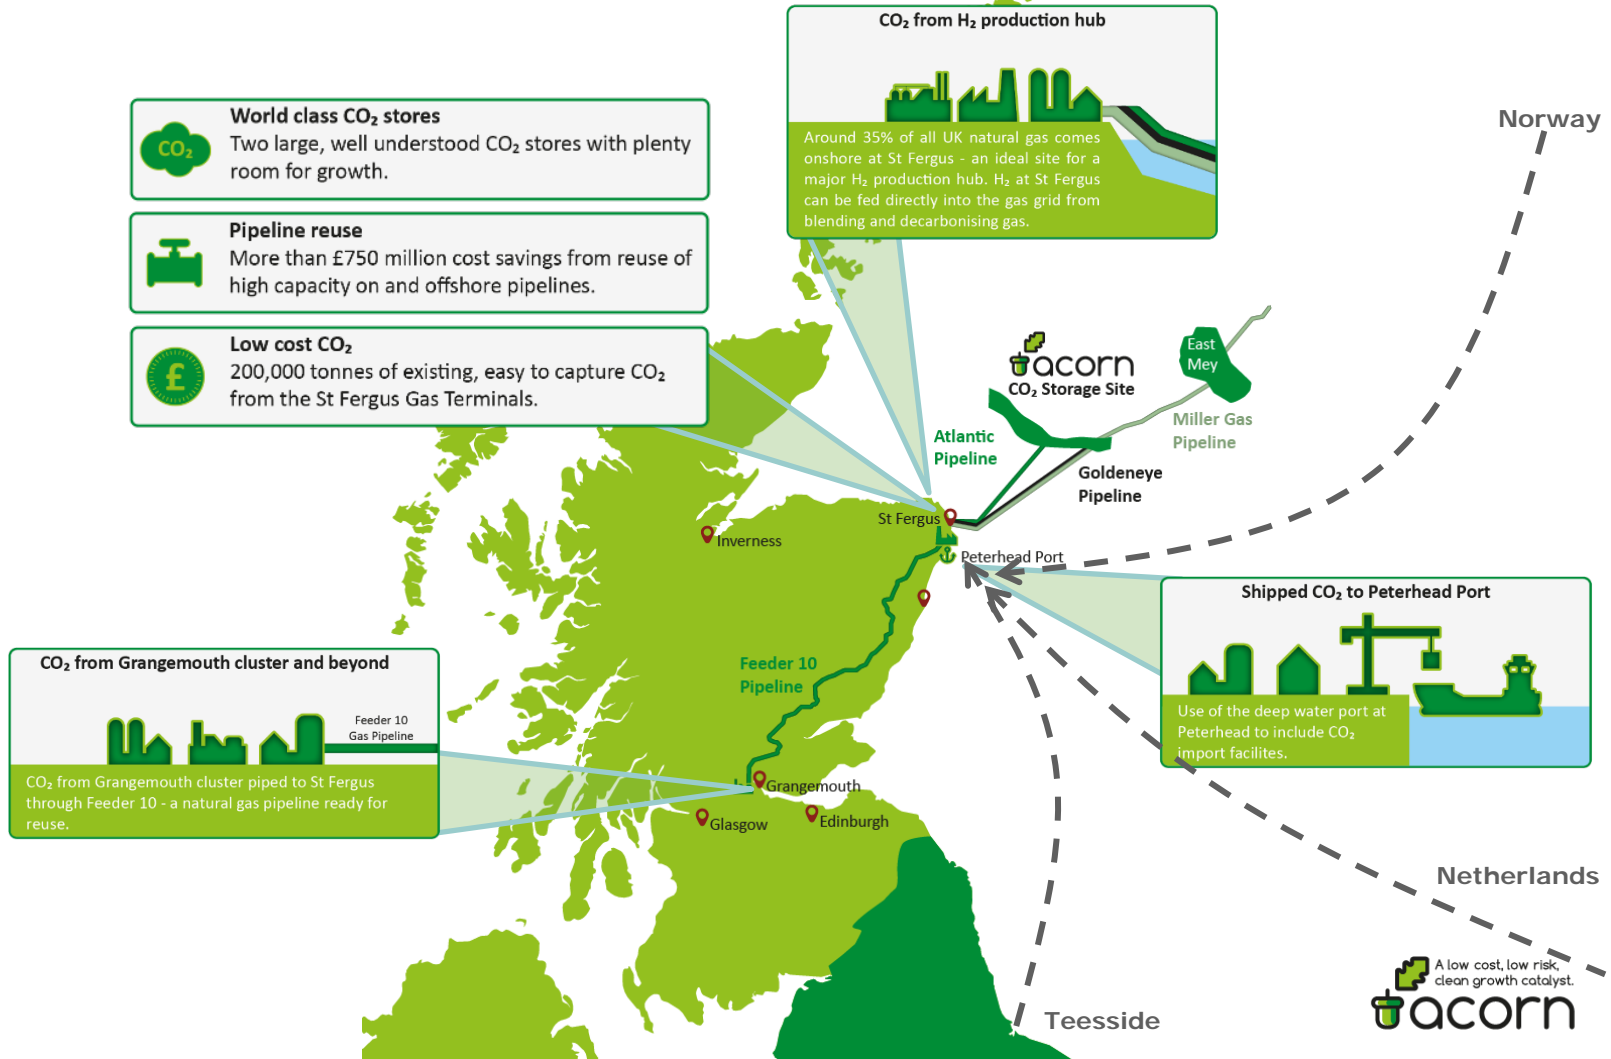 CO₂ from H₂ production hub
Around 35% of all UK natural gas comes
onshore at St Fergus - an ideal site for a
major H₂ production hub. H₂ at St Fergus
can be fed directly into the gas grid from
blending and decarbonising gas.
World class CO₂ stores
CO₂
Two large, well understood CO₂ stores with plenty
room for growth.
Pipeline reuse
More than £750 million cost savings from reuse of
high capacity on and offshore pipelines.
Low cost CO₂
£
200,000 tonnes of existing, easy to capture CO₂
from the St Fergus Gas Terminals.
Norway
acorn
CO₂ Storage Site
East
Mey
Miller Gas
Pipeline
Atlantic
Pipeline
Goldeneye
Pipeline
St Fergus
Inverness
Peterhead Port
Shipped CO₂ to Peterhead Port
Use of the deep water port at
Peterhead to include CO₂
import facilites.
Feeder 10
Pipeline
CO₂ from Grangemouth cluster and beyond
Feeder 10
Gas Pipeline
CO₂ from Grangemouth cluster piped to St Fergus
through Feeder 10 - a natural gas pipeline ready for
reuse.
Grangemouth
Glasgow
Edinburgh
Netherlands
Teesside
A low cost, low risk,
clean growth catalyst.
acorn